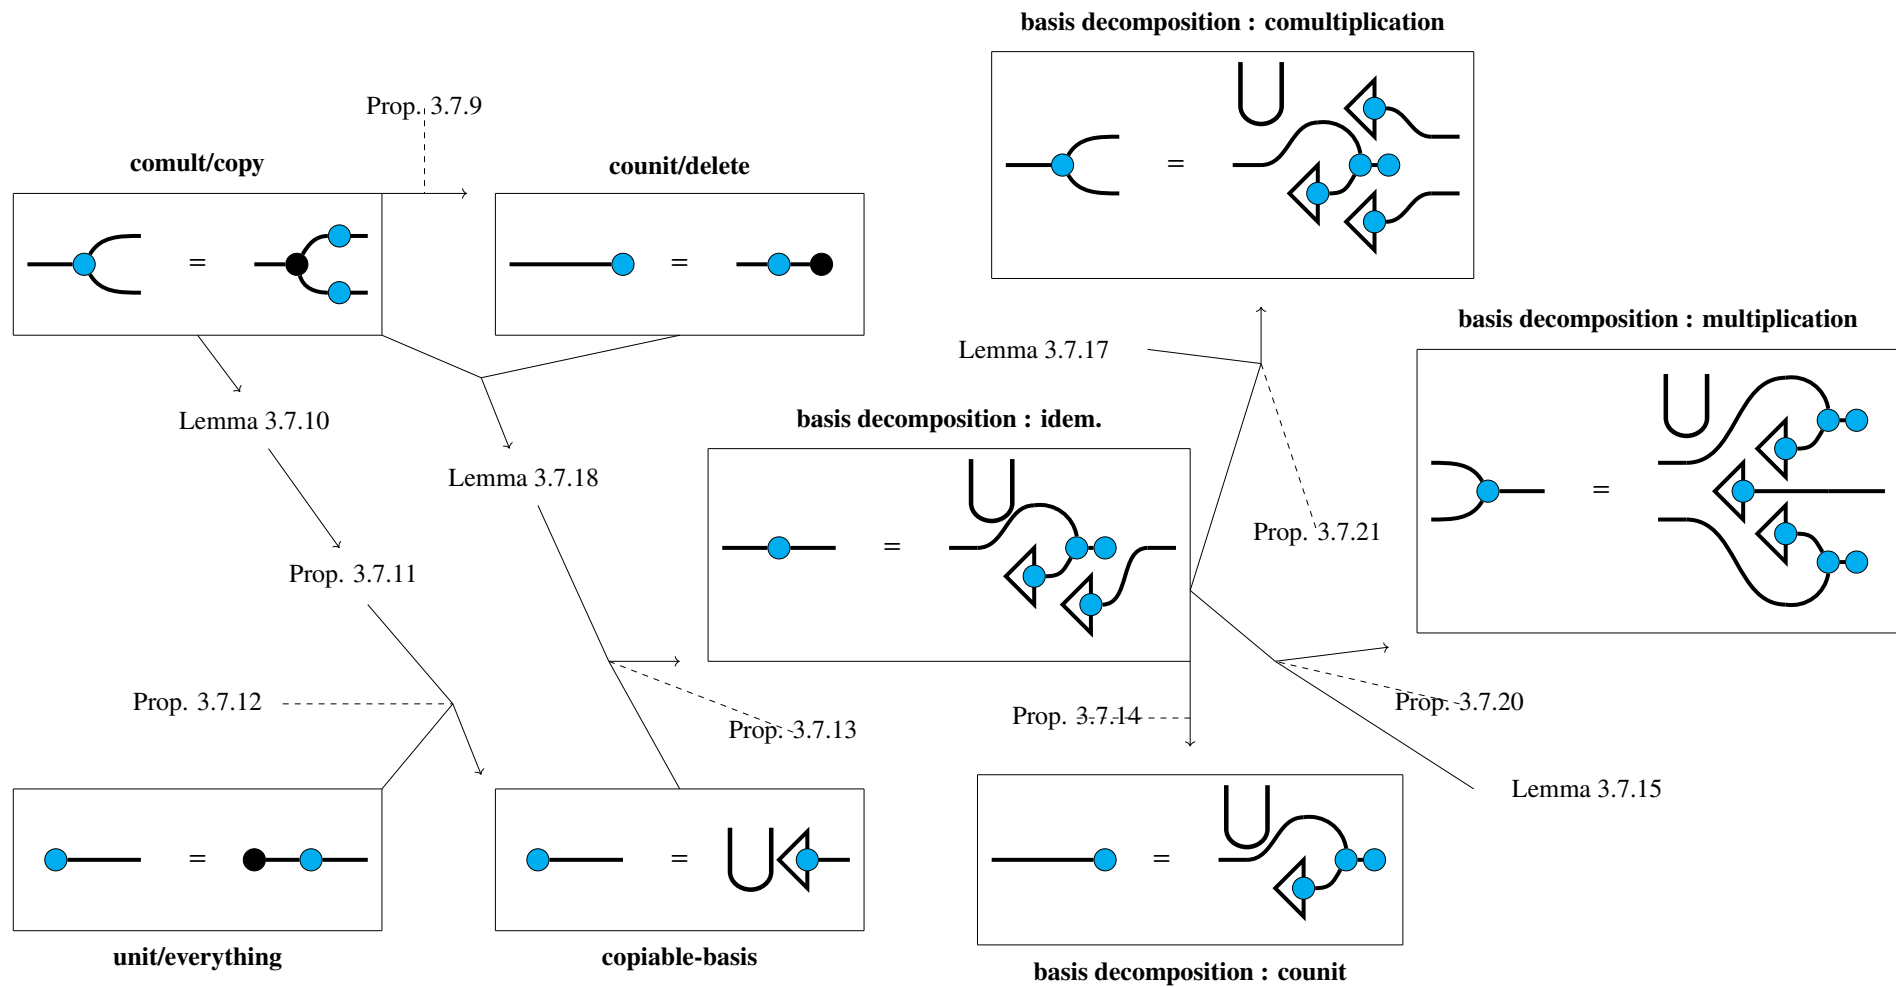 basis decomposition : comultiplication
Prop. 3.7.9
comult/copy
counit/delete
=
=
=
basis decomposition : multiplication
Lemma 3.7.17
Lemma 3.7.10
basis decomposition : idem.
Lemma 3.7.18
=
=
Prop. 3.7.21
Prop. 3.7.11
Prop. 3.7.12
Prop. 3.7.13
Prop. 3.7.14
Prop. 3.7.20
Lemma 3.7.15
=
=
=
unit/everything
copiable-basis
basis decomposition : counit